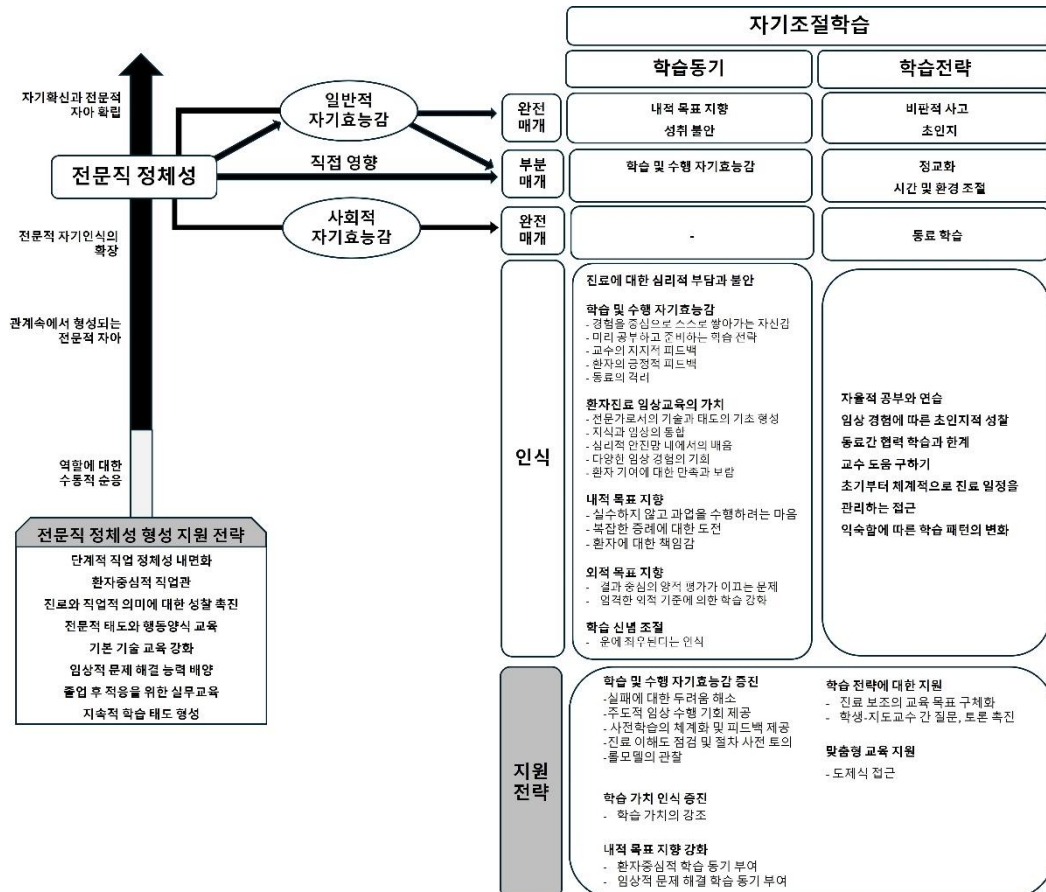 자기조절학습
학습동기
학습전략
자기확신과 전문적
자아 확립
일반적
자기효능감
완전
매개
내적 목표 지향
성취 불안
비판적 사고
초인지
전문직 정체성
직접 영향
부분
매개
학습 및 수행 자기효능감
정교화
시간 및 환경 조절
사회적
자기효능감
완전
매개
-
동료 학습
전문적 자기인식의
확장
관계속에서 형성되는
전문적 자아
역할에 대한
수동적 순응
전문직 정체성 형성 지원 전략
단계적 직업 정체성 내면화
환자중심적 직업관
진로와 직업적 의미에 대한 성찰 촉진
전문적 태도와 행동양식 교육
기본 기술 교육 강화
임상적 문제 해결 능력 배양
졸업 후 적응을 위한 실무교육
지속적 학습 태도 형성
인식
진료에 대한 심리적 부담과 불안
학습 및 수행 자기효능감
- 경험을 중심으로 스스로 쌓아가는 자신감
- 미리 공부하고 준비하는 학습 전략
- 교수의 지지적 피드백
- 환자의 긍정적 피드백
- 동료의 격려
환자진료 임상교육의 가치
- 전문가로서의 기술과 태도의 기초 형성
- 지식과 임상의 통합
- 심리적 안전망 내에서의 배움
- 다양한 임상 경험의 기회
- 환자 기여에 대한 만족과 보람
내적 목표 지향
- 실수하지 않고 과업을 수행하려는 마음
- 복잡한 증례에 대한 도전
- 환자에 대한 책임감
외적 목표 지향
- 결과 중심의 양적 평가가 이끄는 문제
- 엄격한 외적 기준에 의한 학습 강화
학습 신념 조절
- 운에 좌우된다는 인식
자율적 공부와 연습
임상 경험에 따른 초인지적 성찰
동료간 협력 학습과 한계
교수 도움 구하기
초기부터 체계적으로 진료 일정을
관리하는 접근
익숙함에 따른 학습 패턴의 변화
지원
전략
학습 및 수행 자기효능감 증진
-실패에 대한 두려움 해소
-주도적 임상 수행 기회 제공
-사전학습의 체계화 및 피드백 제공
-진료 이해도 점검 및 절차 사전 토의
-롤모델의 관찰
학습 가치 인식 증진
- 학습 가치의 강조
내적 목표 지향 강화
- 환자중심적 학습 동기 부여
- 임상적 문제 해결 학습 동기 부여
학습 전략에 대한 지원
- 진료 보조의 교육 목표 구체화
- 학생-지도교수 간 질문, 토론 촉진
맞춤형 교육 지원
- 도제식 접근